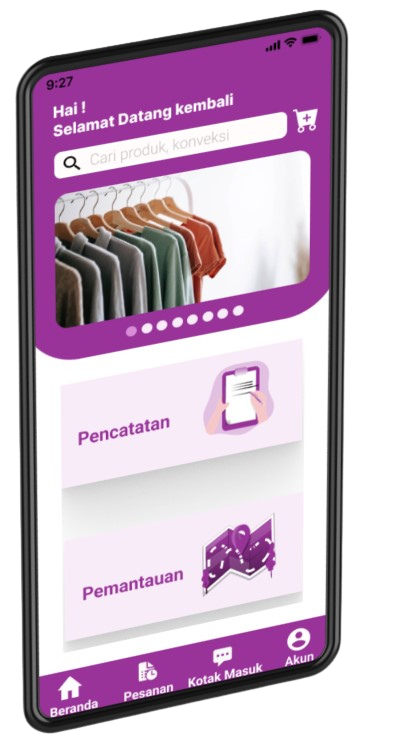 9:27
Hai !
Selamat Datang kembali
Cari produk, konveksi
Pencatatan
Pemantauan
Beranda
Pesanan
Kotak Masuk
Akun